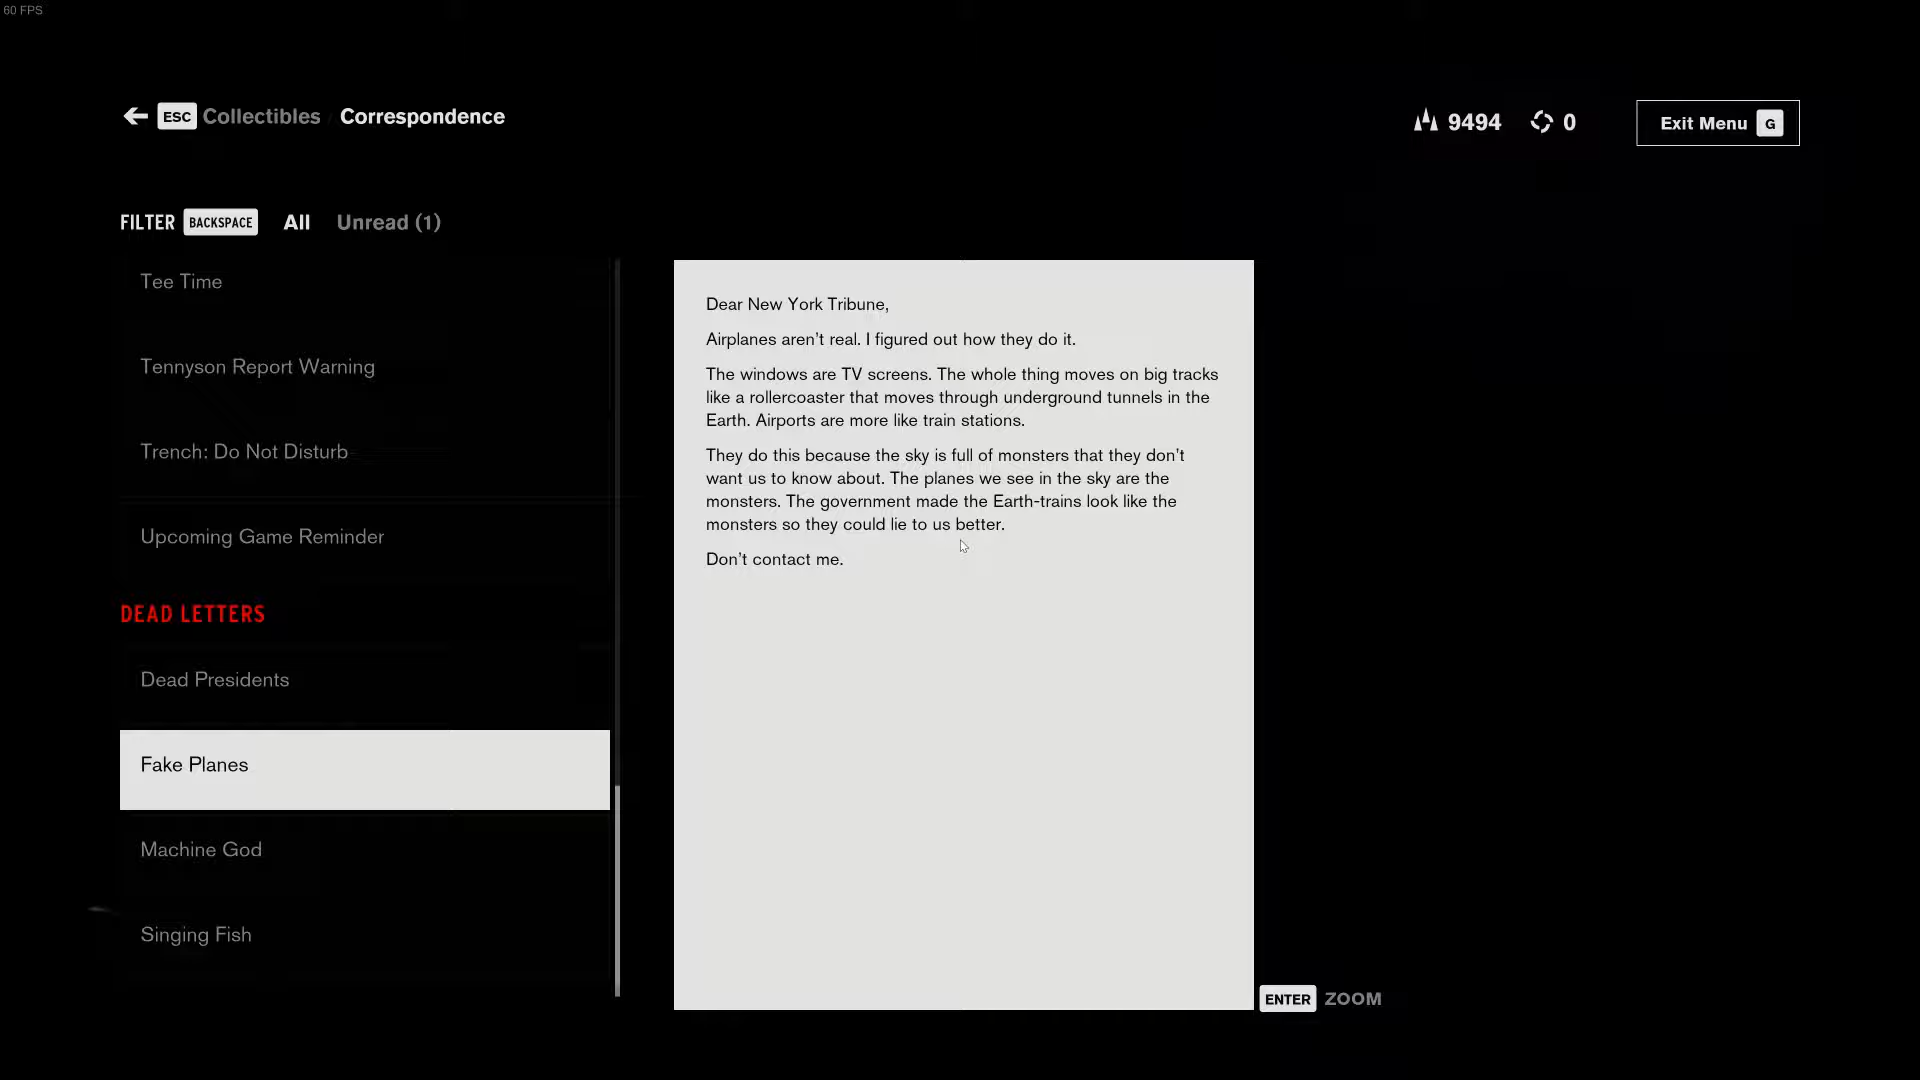 60 FPS
ESC Collectibles / Correspondence
9494 0
Exit Menu G
FILTER BACKSPACE All Unread (1)
Tee Time
Tennyson Report Warning
Trench: Do Not Disturb
Upcoming Game Reminder
DEAD LETTERS
Dead Presidents
Fake Planes
Machine God
Singing Fish
Dear New York Tribune,
Airplanes aren't real. I figured out how they do it.
The windows are TV screens. The whole thing moves on big tracks
like a rollercoaster that moves through underground tunnels in the
Earth. Airports are more like train stations.
They do this because the sky is full of monsters that they don't
want us to know about. The planes we see in the sky are the
monsters. The government made the Earth-trains look like the
monsters so they could lie to us better.
Don't contact me.
ENTER ZOOM